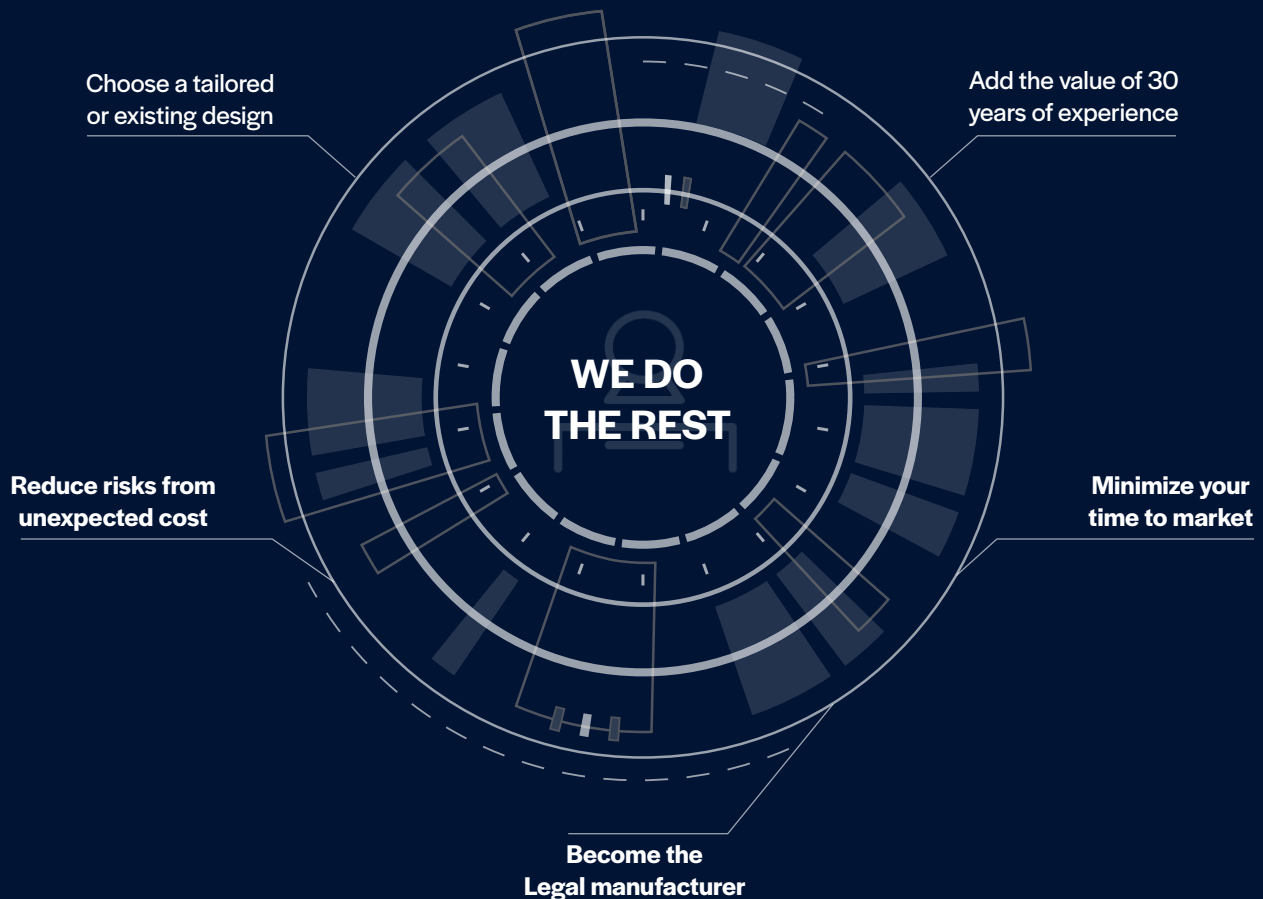 Choose a tailored
or existing design
Add the value of 30
years of experience
WE DO
THE REST
Reduce risks from
unexpected cost
Minimize your
time to market
Become the
Legal manufacturer